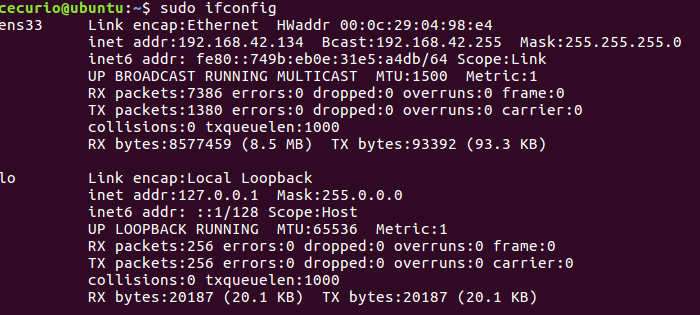 cecurio@ubuntu:~$ sudo ifconfig
ens33 Link encap:Ethernet HWaddr 00:0c:29:04:98:e4
inet addr:192.168.42.134 Bcast:192.168.42.255 Mask:255.255.255.0
inet6 addr: fe80::749b:eb0e:31e5:a4db/64 Scope:Link
UP BROADCAST RUNNING MULTICAST MTU:1500 Metric:1
RX packets:7386 errors:0 dropped:0 overruns:0 frame:0
TX packets:1380 errors:0 dropped:0 overruns:0 carrier:0
collisions:0 txqueuelen:1000
RX bytes:8577459 (8.5 MB) TX bytes:93392 (93.3 KB)
lo Link encap:Local Loopback
inet addr:127.0.0.1 Mask:255.0.0.0
inet6 addr: ::1/128 Scope:Host
UP LOOPBACK RUNNING MTU:65536 Metric:1
RX packets:256 errors:0 dropped:0 overruns:0 frame:0
TX packets:256 errors:0 dropped:0 overruns:0 carrier:0
collisions:0 txqueuelen:1000
RX bytes:20187 (20.1 KB) TX bytes:20187 (20.1 KB)